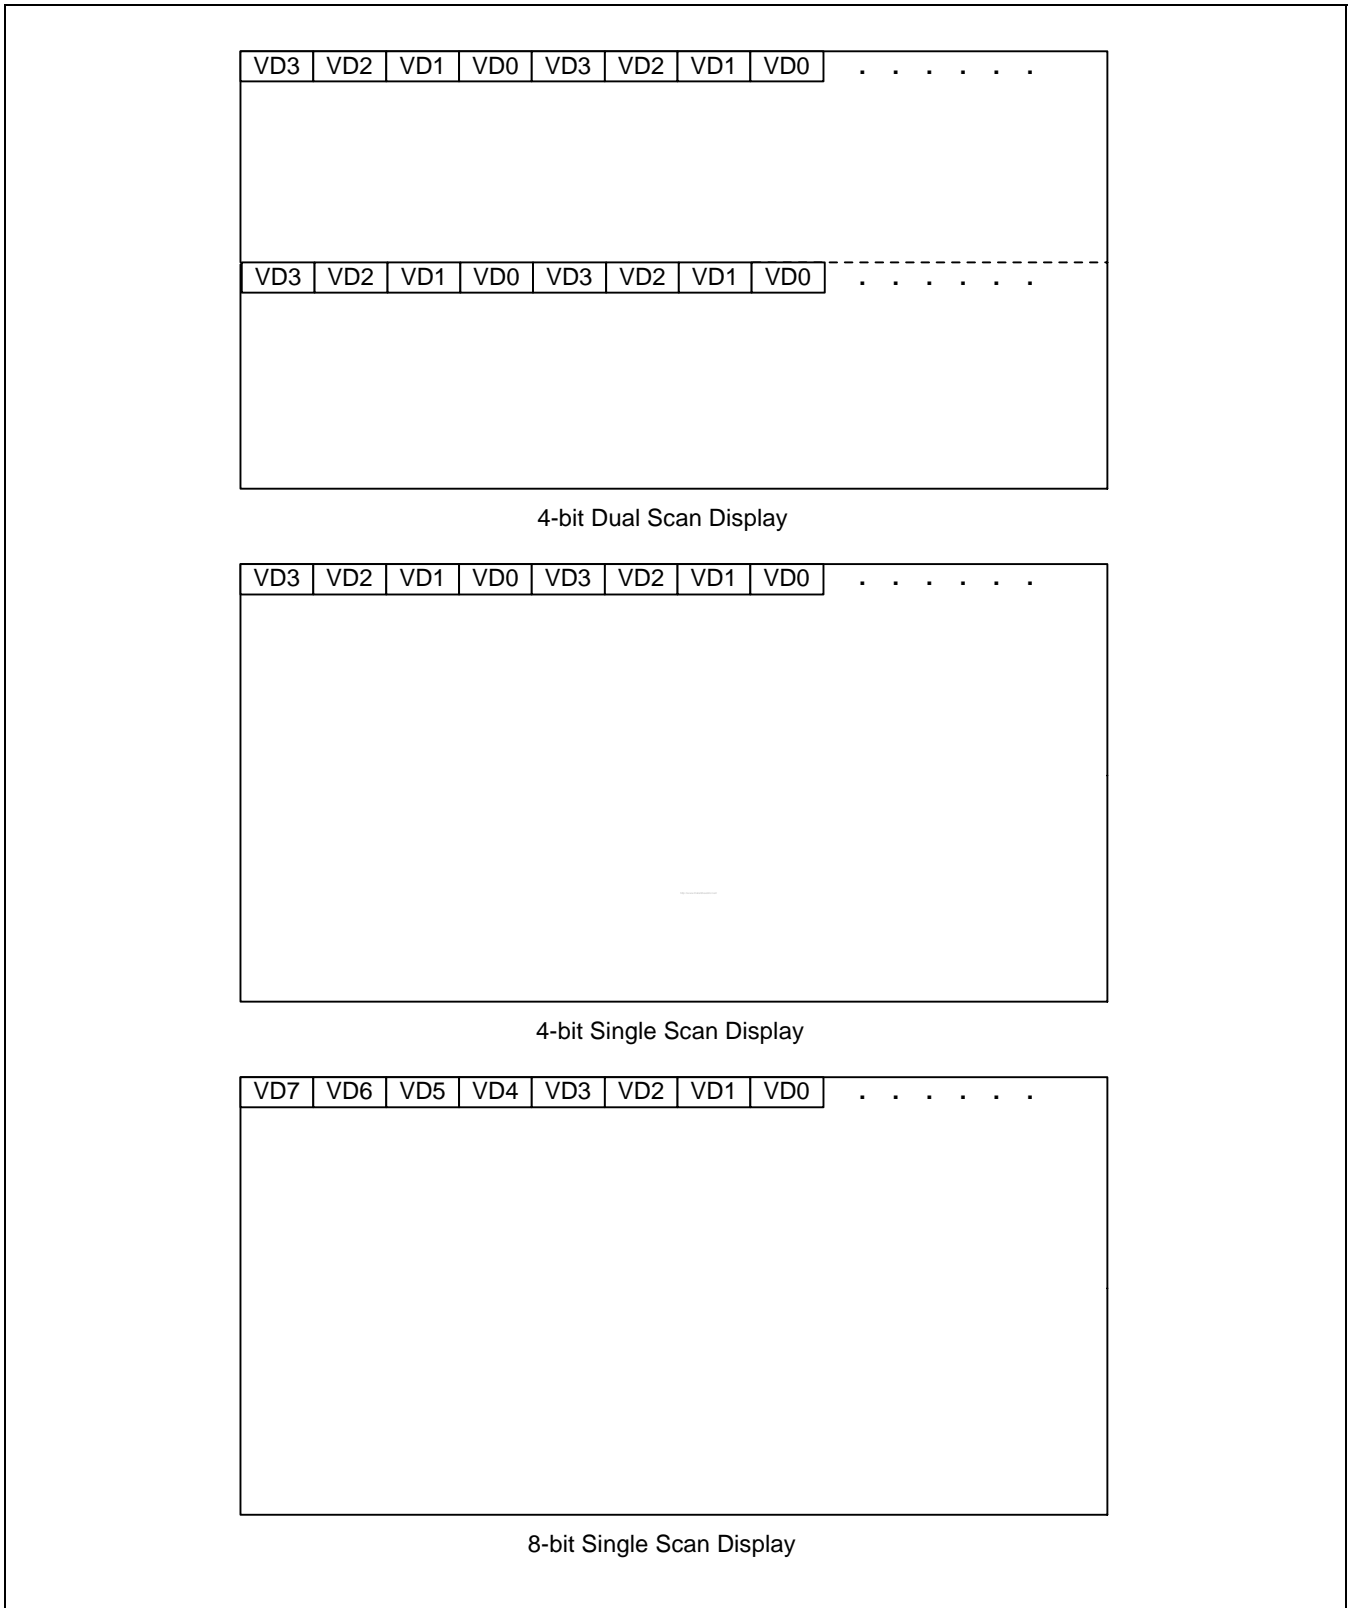 VD3 VD2 VD1 VD0 VD3 VD2 VD1 VD0 . . . . . .
VD3 VD2 VD1 VD0 VD3 VD2 VD1 VD0 . . . . . .
4-bit Dual Scan Display
VD3 VD2 VD1 VD0 VD3 VD2 VD1 VD0 . . . . . .
4-bit Single Scan Display
VD7 VD6 VD5 VD4 VD3 VD2 VD1 VD0 . . . . . .
8-bit Single Scan Display